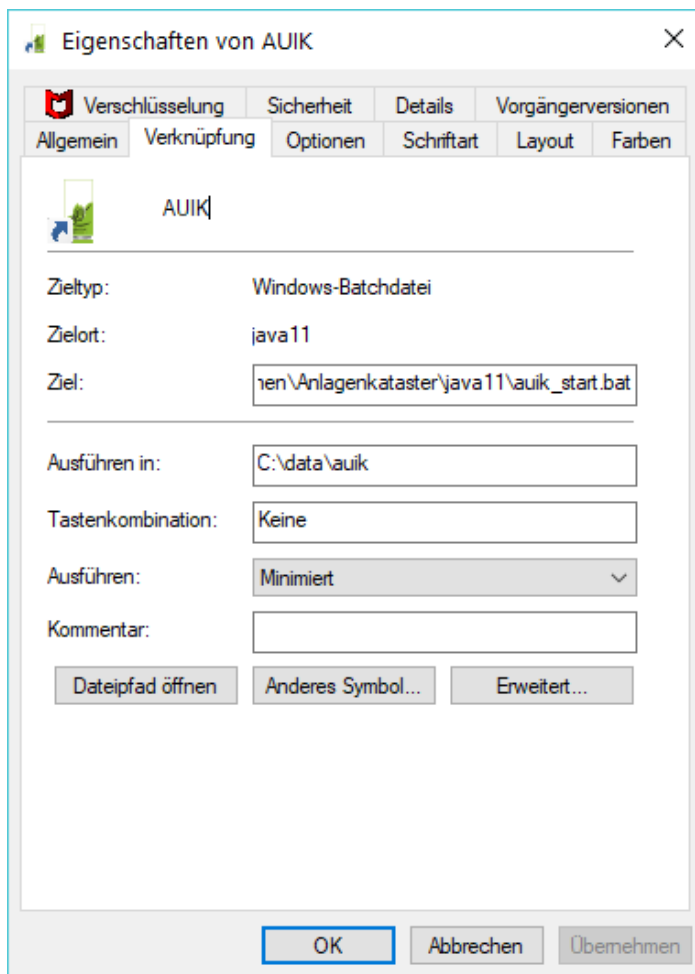 Eigenschaften von AUIK
Verschlüsselung Sicherheit Details Vorgängerversionen
Allgemein Verknüpfung Optionen Schriftart Layout Farben
AUIK
Zieltyp: Windows-Batchdatei
Zielort: java11
Ziel: nen\Anlagenkataster\java11\auik_start.bat
Ausführen in: C:\data\auik
Tastenkombination: Keine
Ausführen: Minimiert
Kommentar:
Dateipfad öffnen Anderes Symbol... Erweitert...
OK Abbrechen Übernehmen